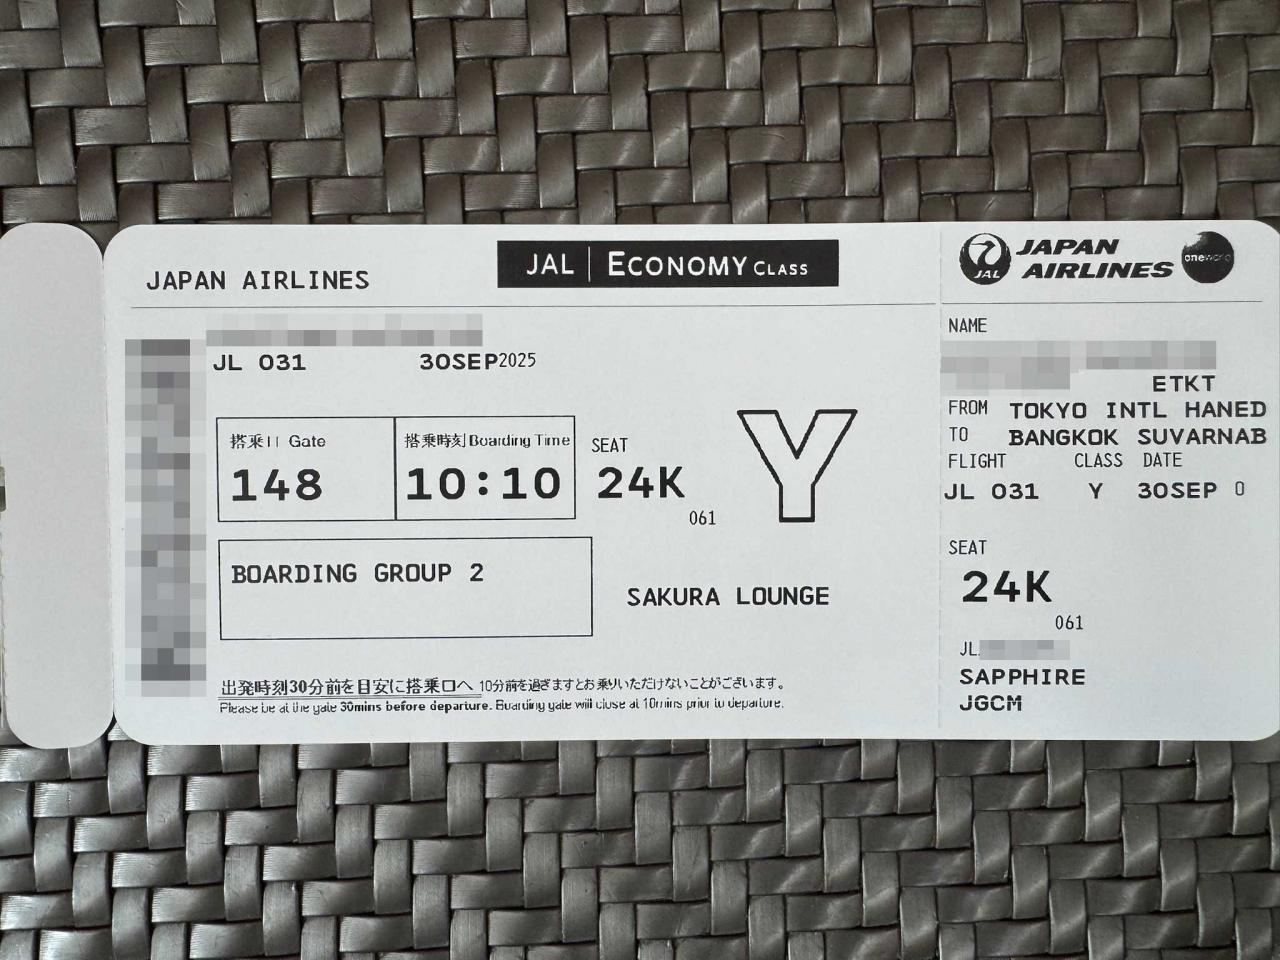 JAPAN AIRLINES
JAL | ECONOMY CLASS
JL 031 30SEP2025
搭乗口 Gate
148
搭乗時刻 Boarding Time
10:10
SEAT
24K
061
Y
BOARDING GROUP 2
SAKURA LOUNGE
出発時刻30分前を目安に搭乗口へ 10分前を過ぎますとお乗りいただけないことがございます。
Please be at the gate 30mins before departure. Boarding gate will close at 10mins prior to departure.
JAL
JAPAN AIRLINES
oneworld
NAME
ETKT
FROM TOKYO INTL HANED
TO BANGKOK SUVARNAB
FLIGHT CLASS DATE
JL 031 Y 30SEP 0
SEAT
24K
061
JL
SAPPHIRE
JGCM